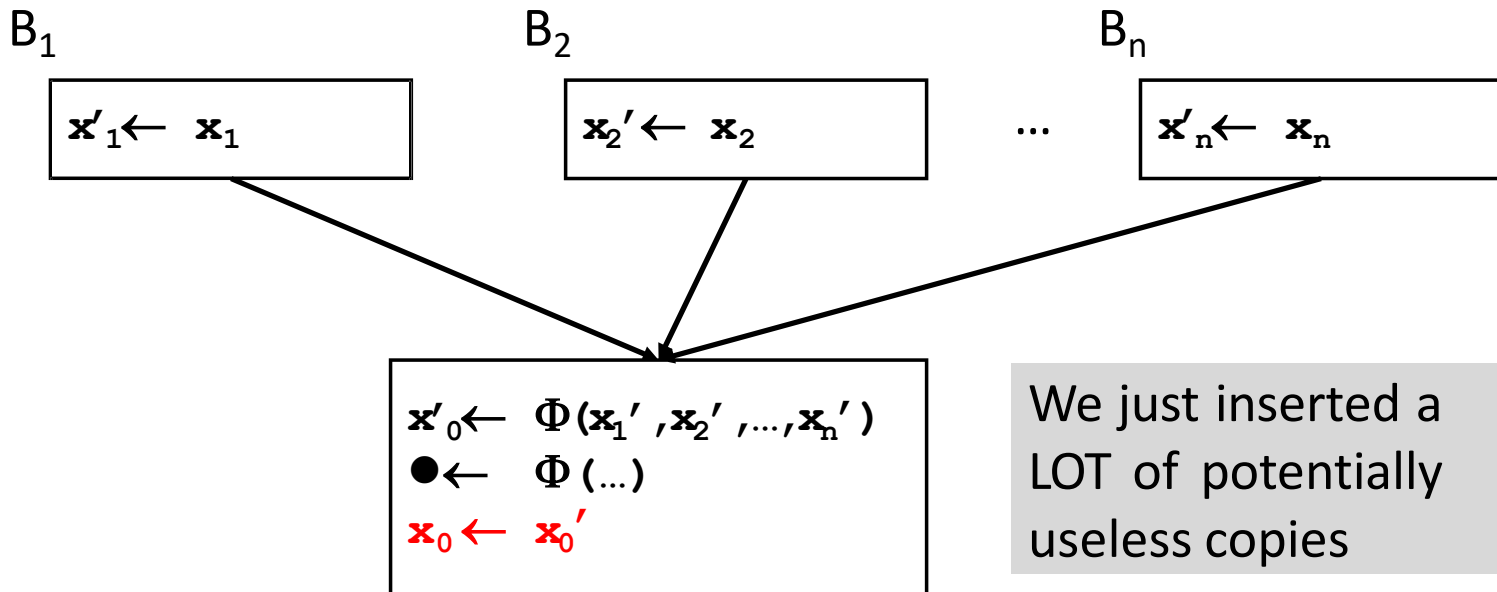 B₁
B₂
Bₙ
x′₁← x₁
x₂′← x₂
…
x′ₙ← xₙ
x′₀← Φ(x₁′,x₂′,…,xₙ′)
●← Φ(…)
x₀ ← x₀′
We just inserted a
LOT of potentially
useless copies